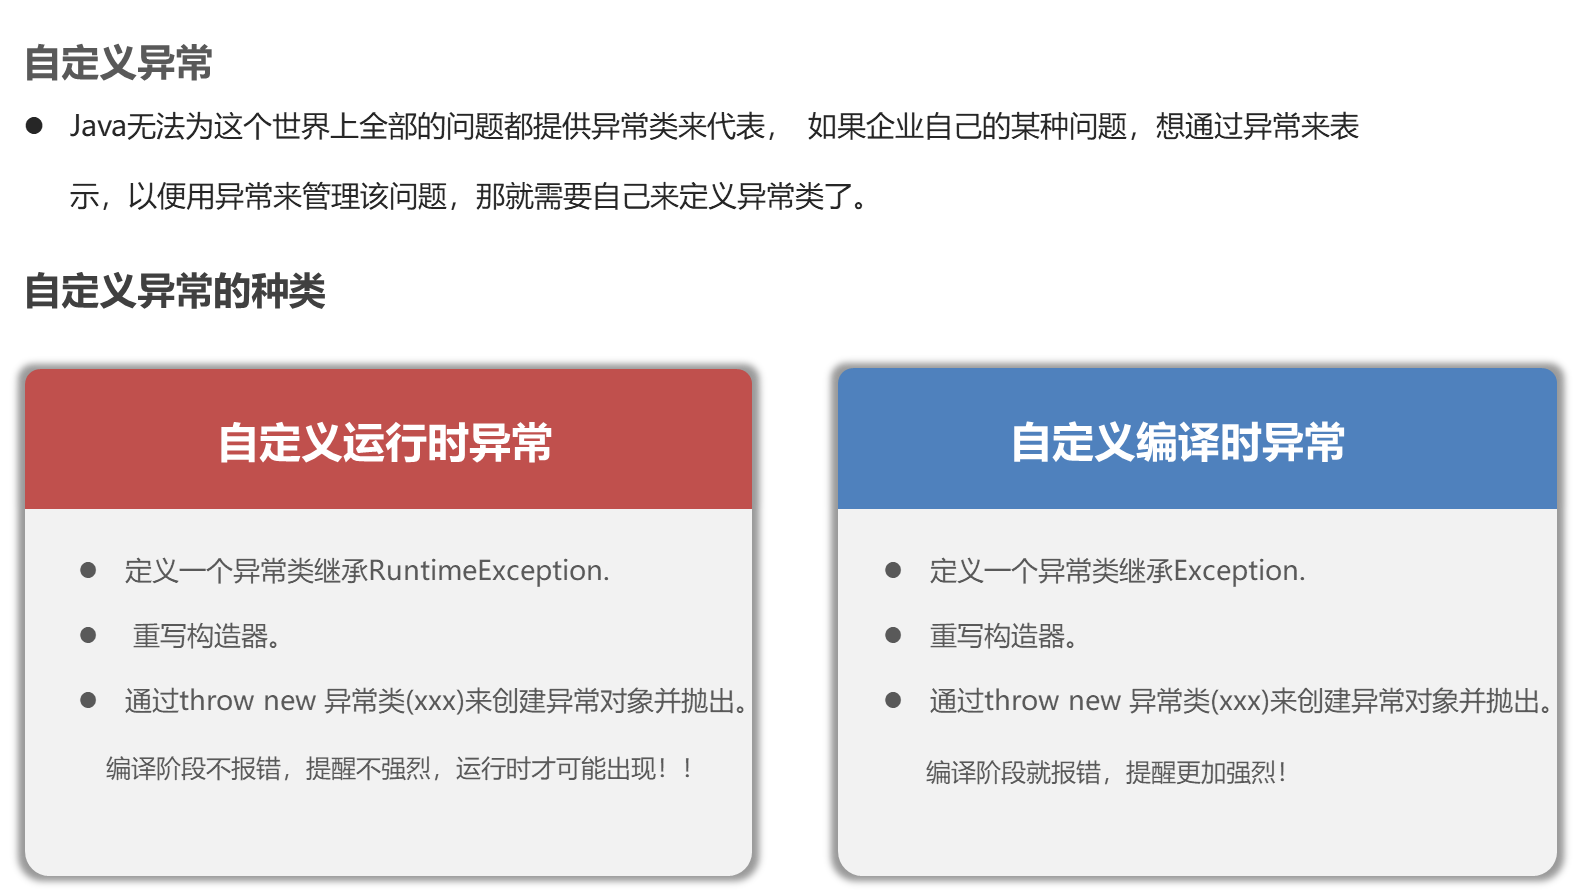 自定义异常
● Java无法为这个世界上全部的问题都提供异常类来代表， 如果企业自己的某种问题，想通过异常来表
示，以便用异常来管理该问题，那就需要自己来定义异常类了。
自定义异常的种类
自定义运行时异常
● 定义一个异常类继承RuntimeException.
● 重写构造器。
● 通过throw new 异常类(xxx)来创建异常对象并抛出。
编译阶段不报错，提醒不强烈，运行时才可能出现！！
自定义编译时异常
● 定义一个异常类继承Exception.
● 重写构造器。
● 通过throw new 异常类(xxx)来创建异常对象并抛出。
编译阶段就报错，提醒更加强烈！